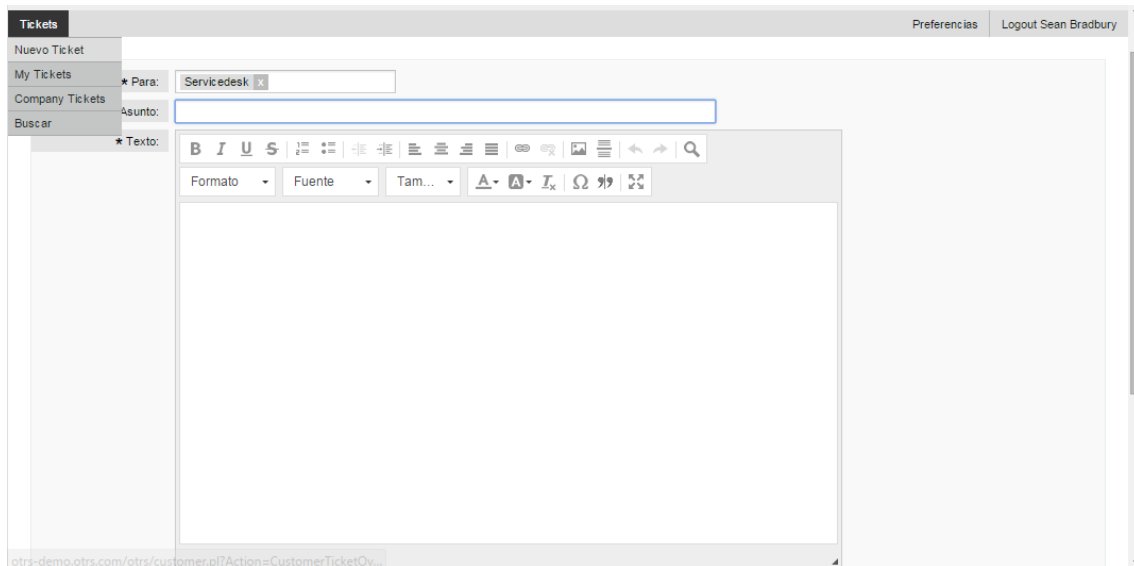 Tickets Preferencias Logout Sean Bradbury
Nuevo Ticket
My Tickets
Company Tickets
Buscar
* Para: Servicedesk x
Asunto:
* Texto:
B I U S
Formato Fuente Tam... A A Ix Ω
otrs-demo.otrs.com/otrs/customer.pl?Action=CustomerTicketOv...